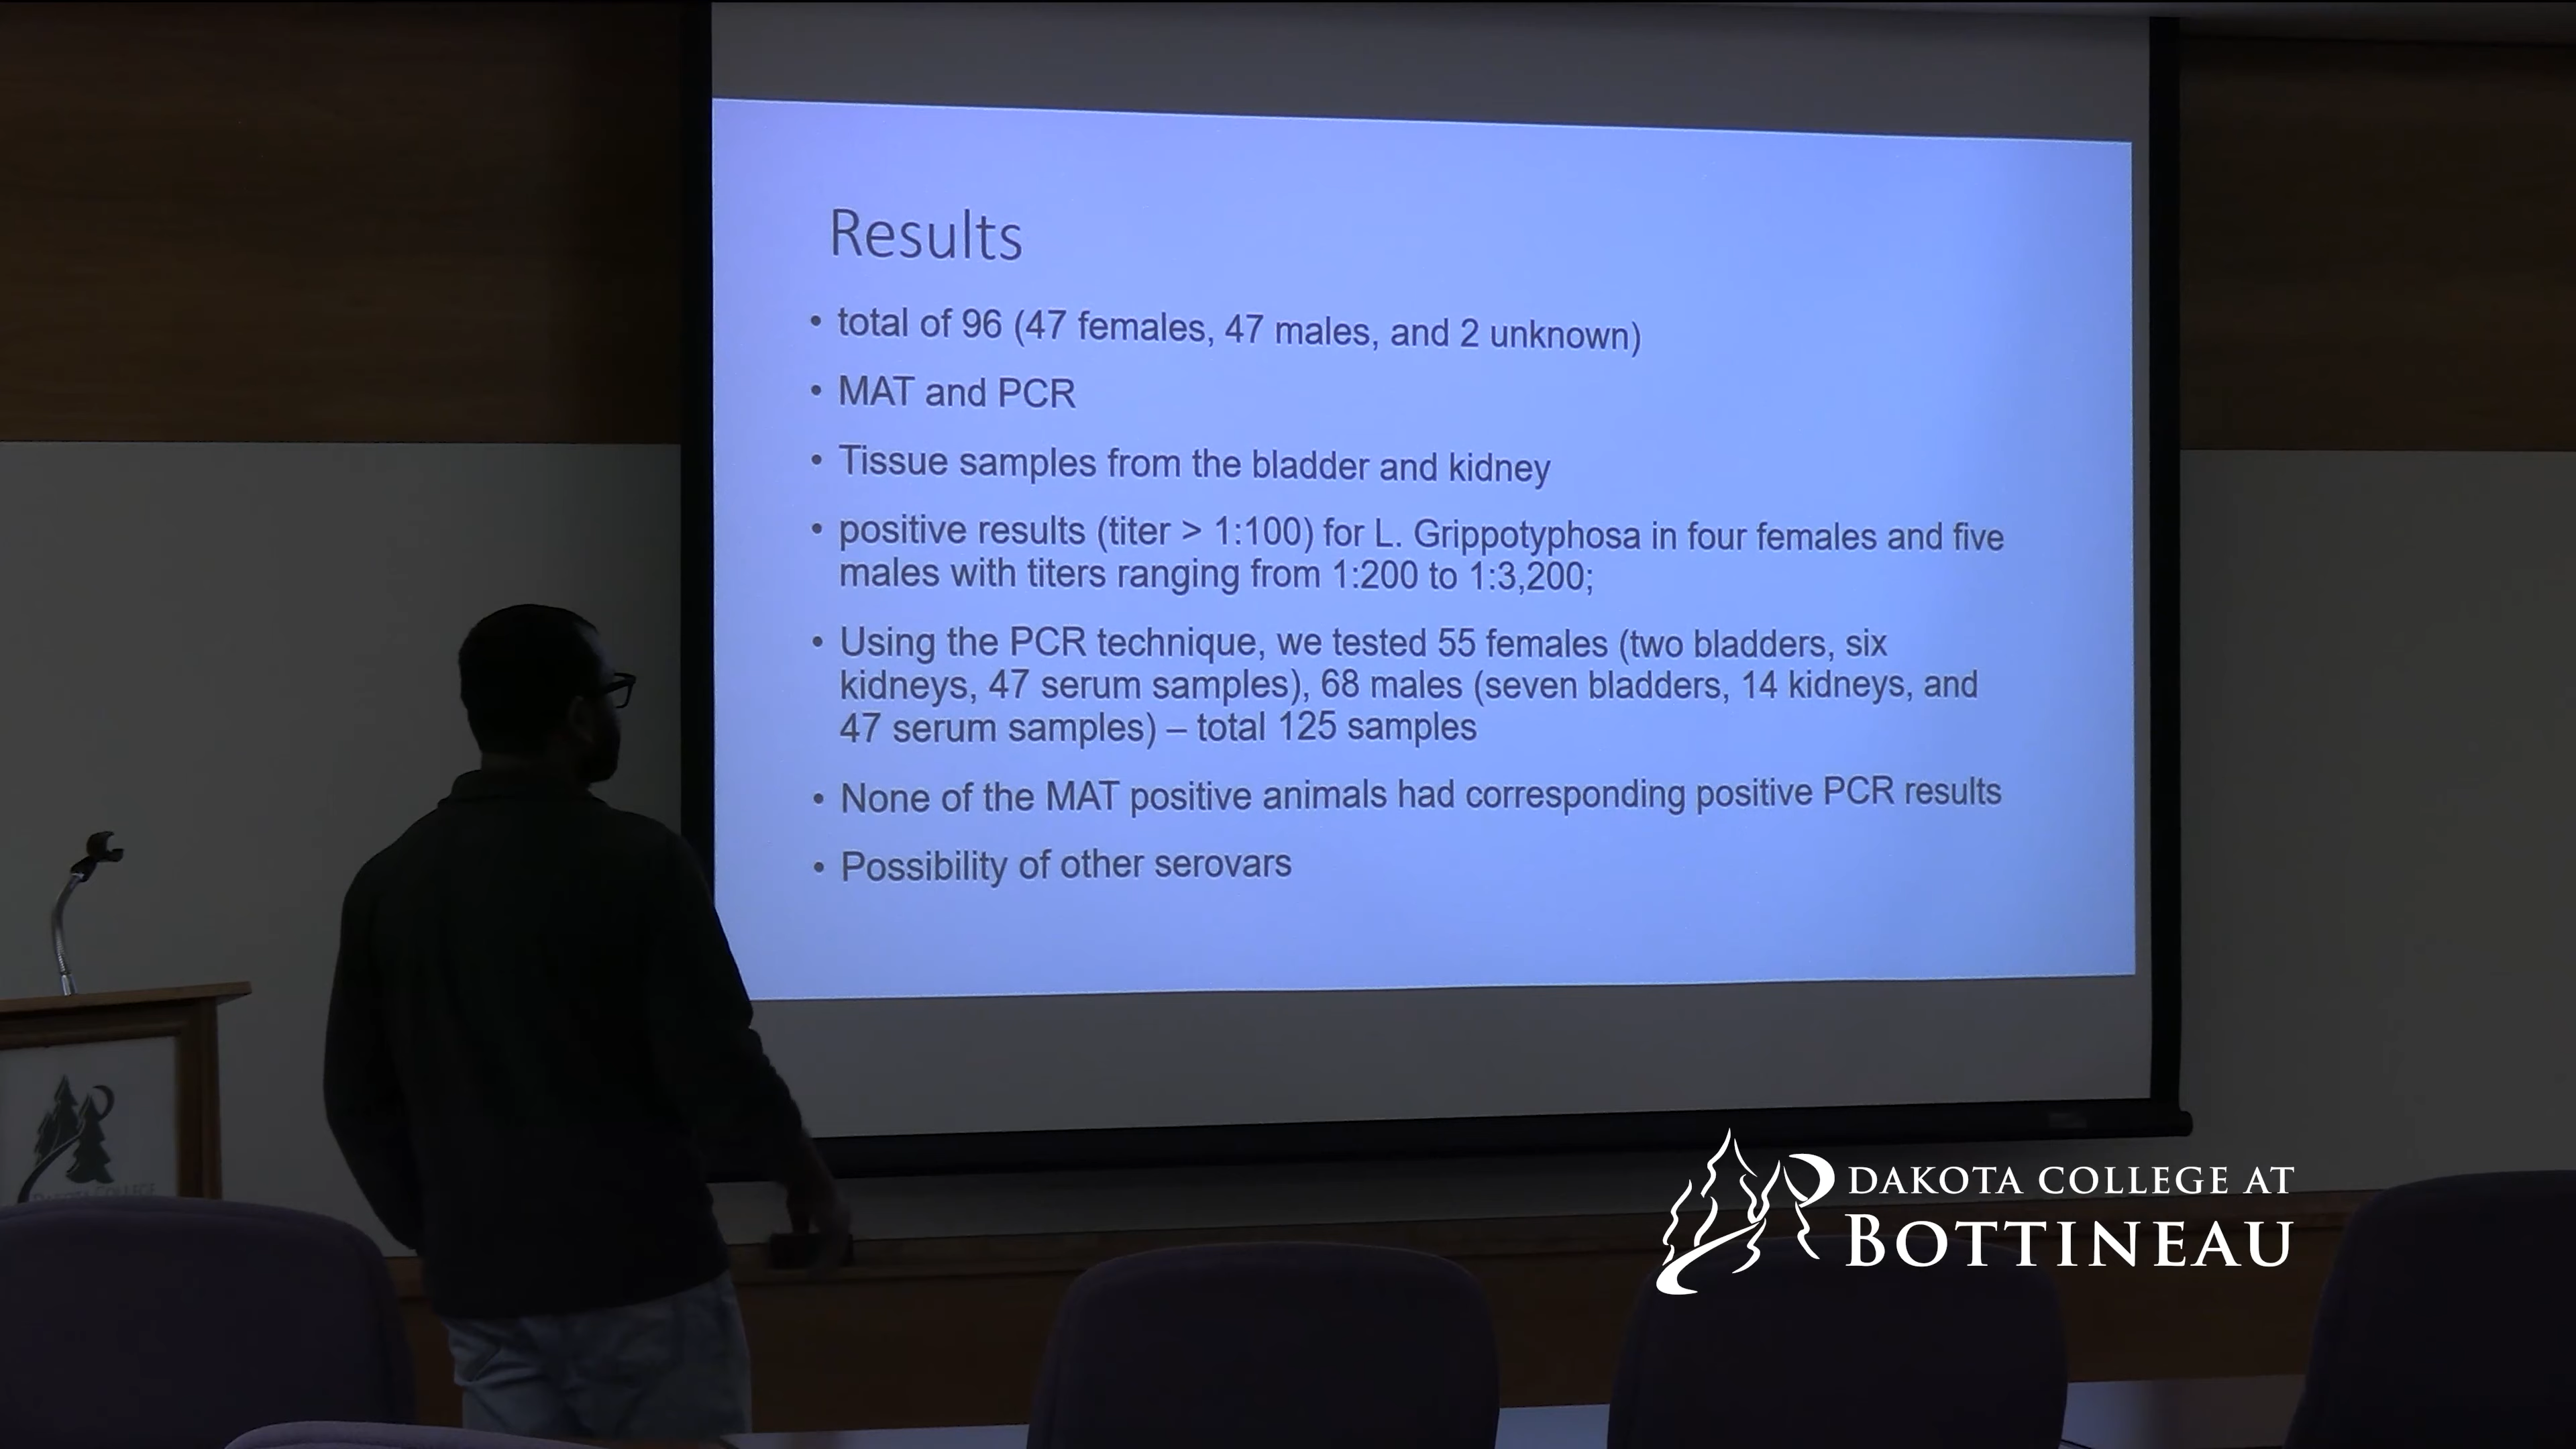 Results
• total of 96 (47 females, 47 males, and 2 unknown)
• MAT and PCR
• Tissue samples from the bladder and kidney
• positive results (titer > 1:100) for L. Grippotyphosa in four females and five
males with titers ranging from 1:200 to 1:3,200;
• Using the PCR technique, we tested 55 females (two bladders, six
kidneys, 47 serum samples), 68 males (seven bladders, 14 kidneys, and
47 serum samples) – total 125 samples
• None of the MAT positive animals had corresponding positive PCR results
• Possibility of other serovars
DAKOTA COLLEGE AT
BOTTINEAU
DAKOTA COLLEGE